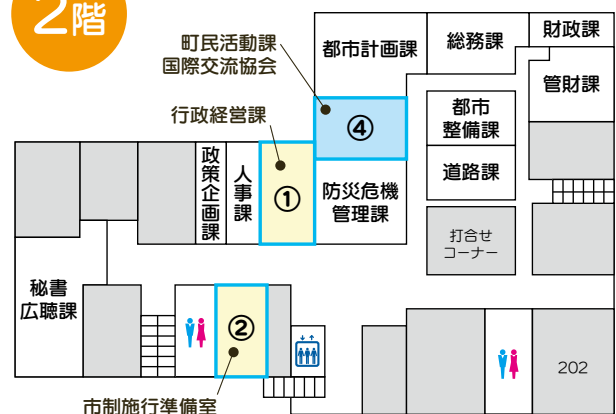 2階
町民活動課
国際交流協会
行政経営課
都市計画課
総務課
財政課
管財課
④
都市
整備課
道路課
政策企画課
人事課
①
防災危機
管理課
打合せ
コーナー
秘書
広聴課
②
202
市制施行準備室